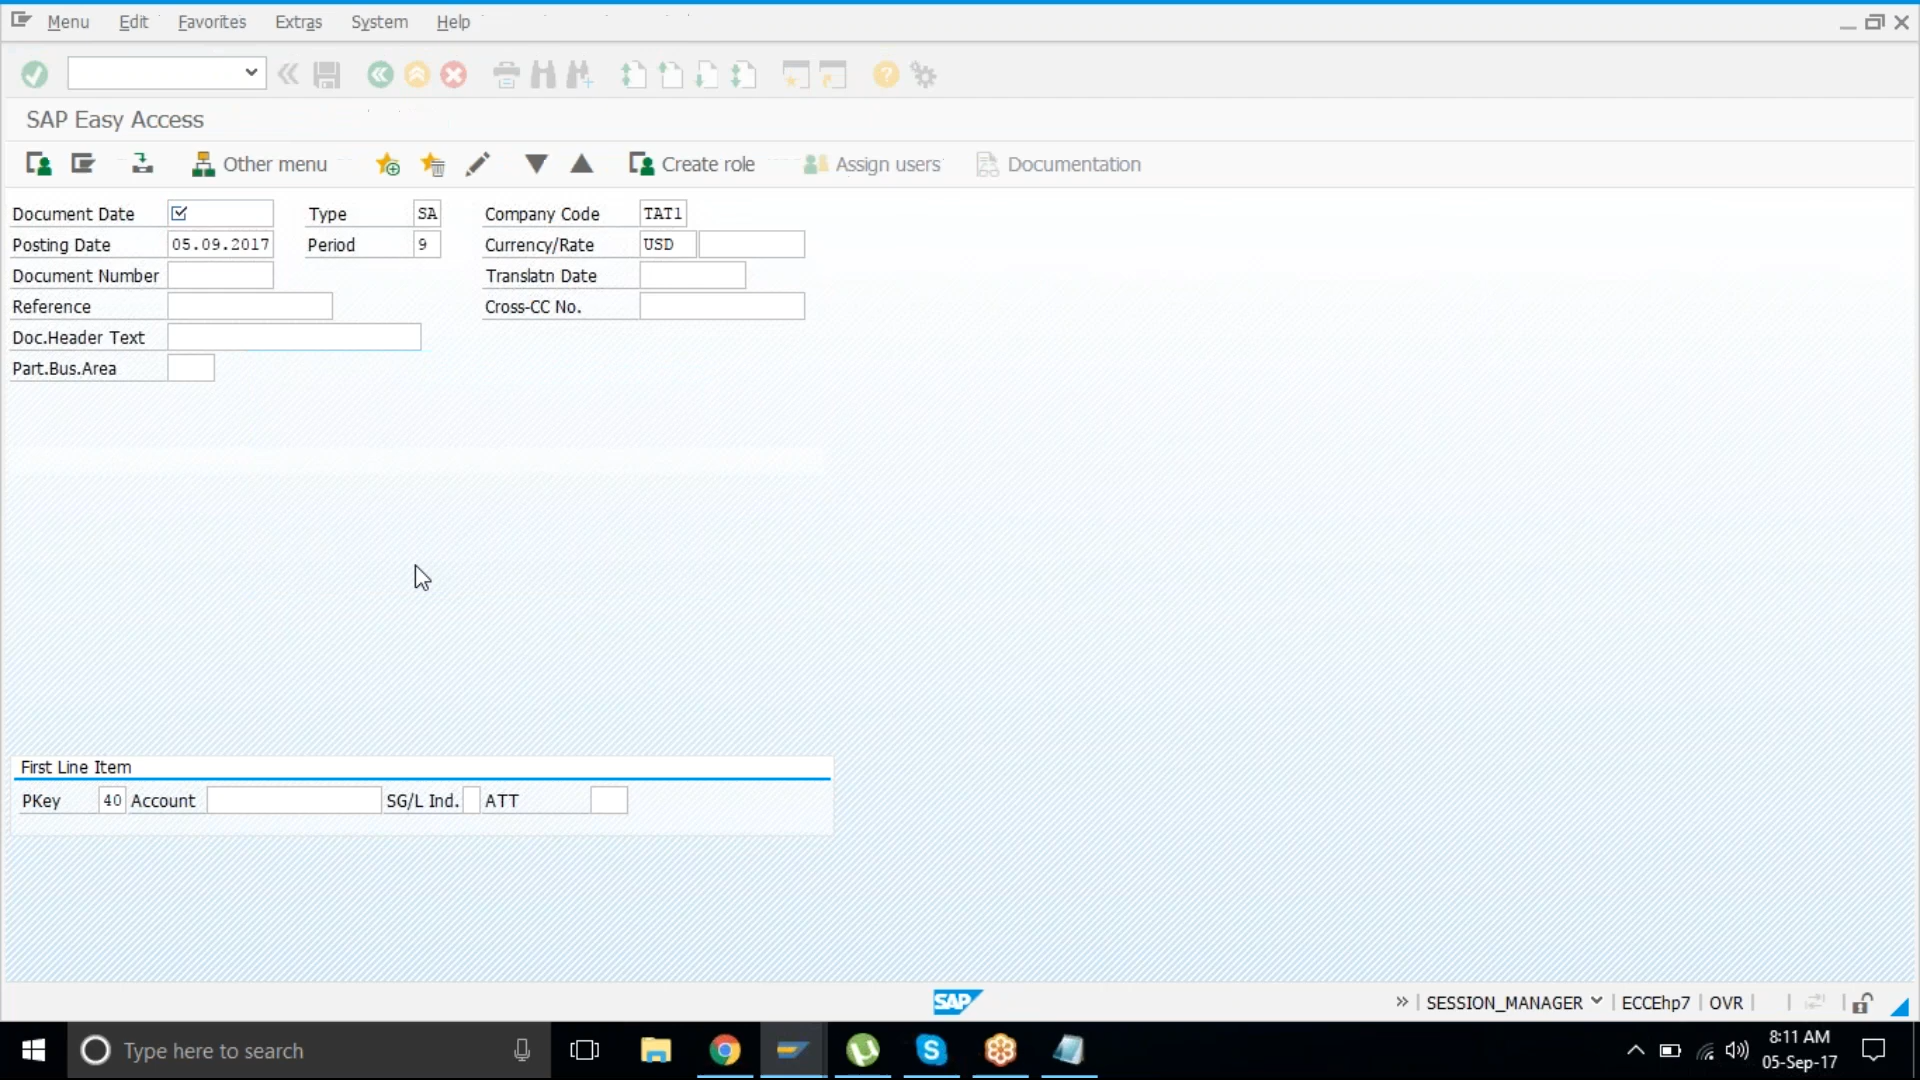 Menu Edit Favorites Extras System Help
SAP Easy Access
Other menu Create role Assign users Documentation
Document Date Type SA Company Code TAT1
Posting Date 05.09.2017 Period 9 Currency/Rate USD
Document Number Translatn Date
Reference Cross-CC No.
Doc.Header Text
Part.Bus.Area
First Line Item
PKey 40 Account SG/L Ind. ATT
SAP SESSION_MANAGER ECCEhp7 OVR
Type here to search
8:11 AM
05-Sep-17